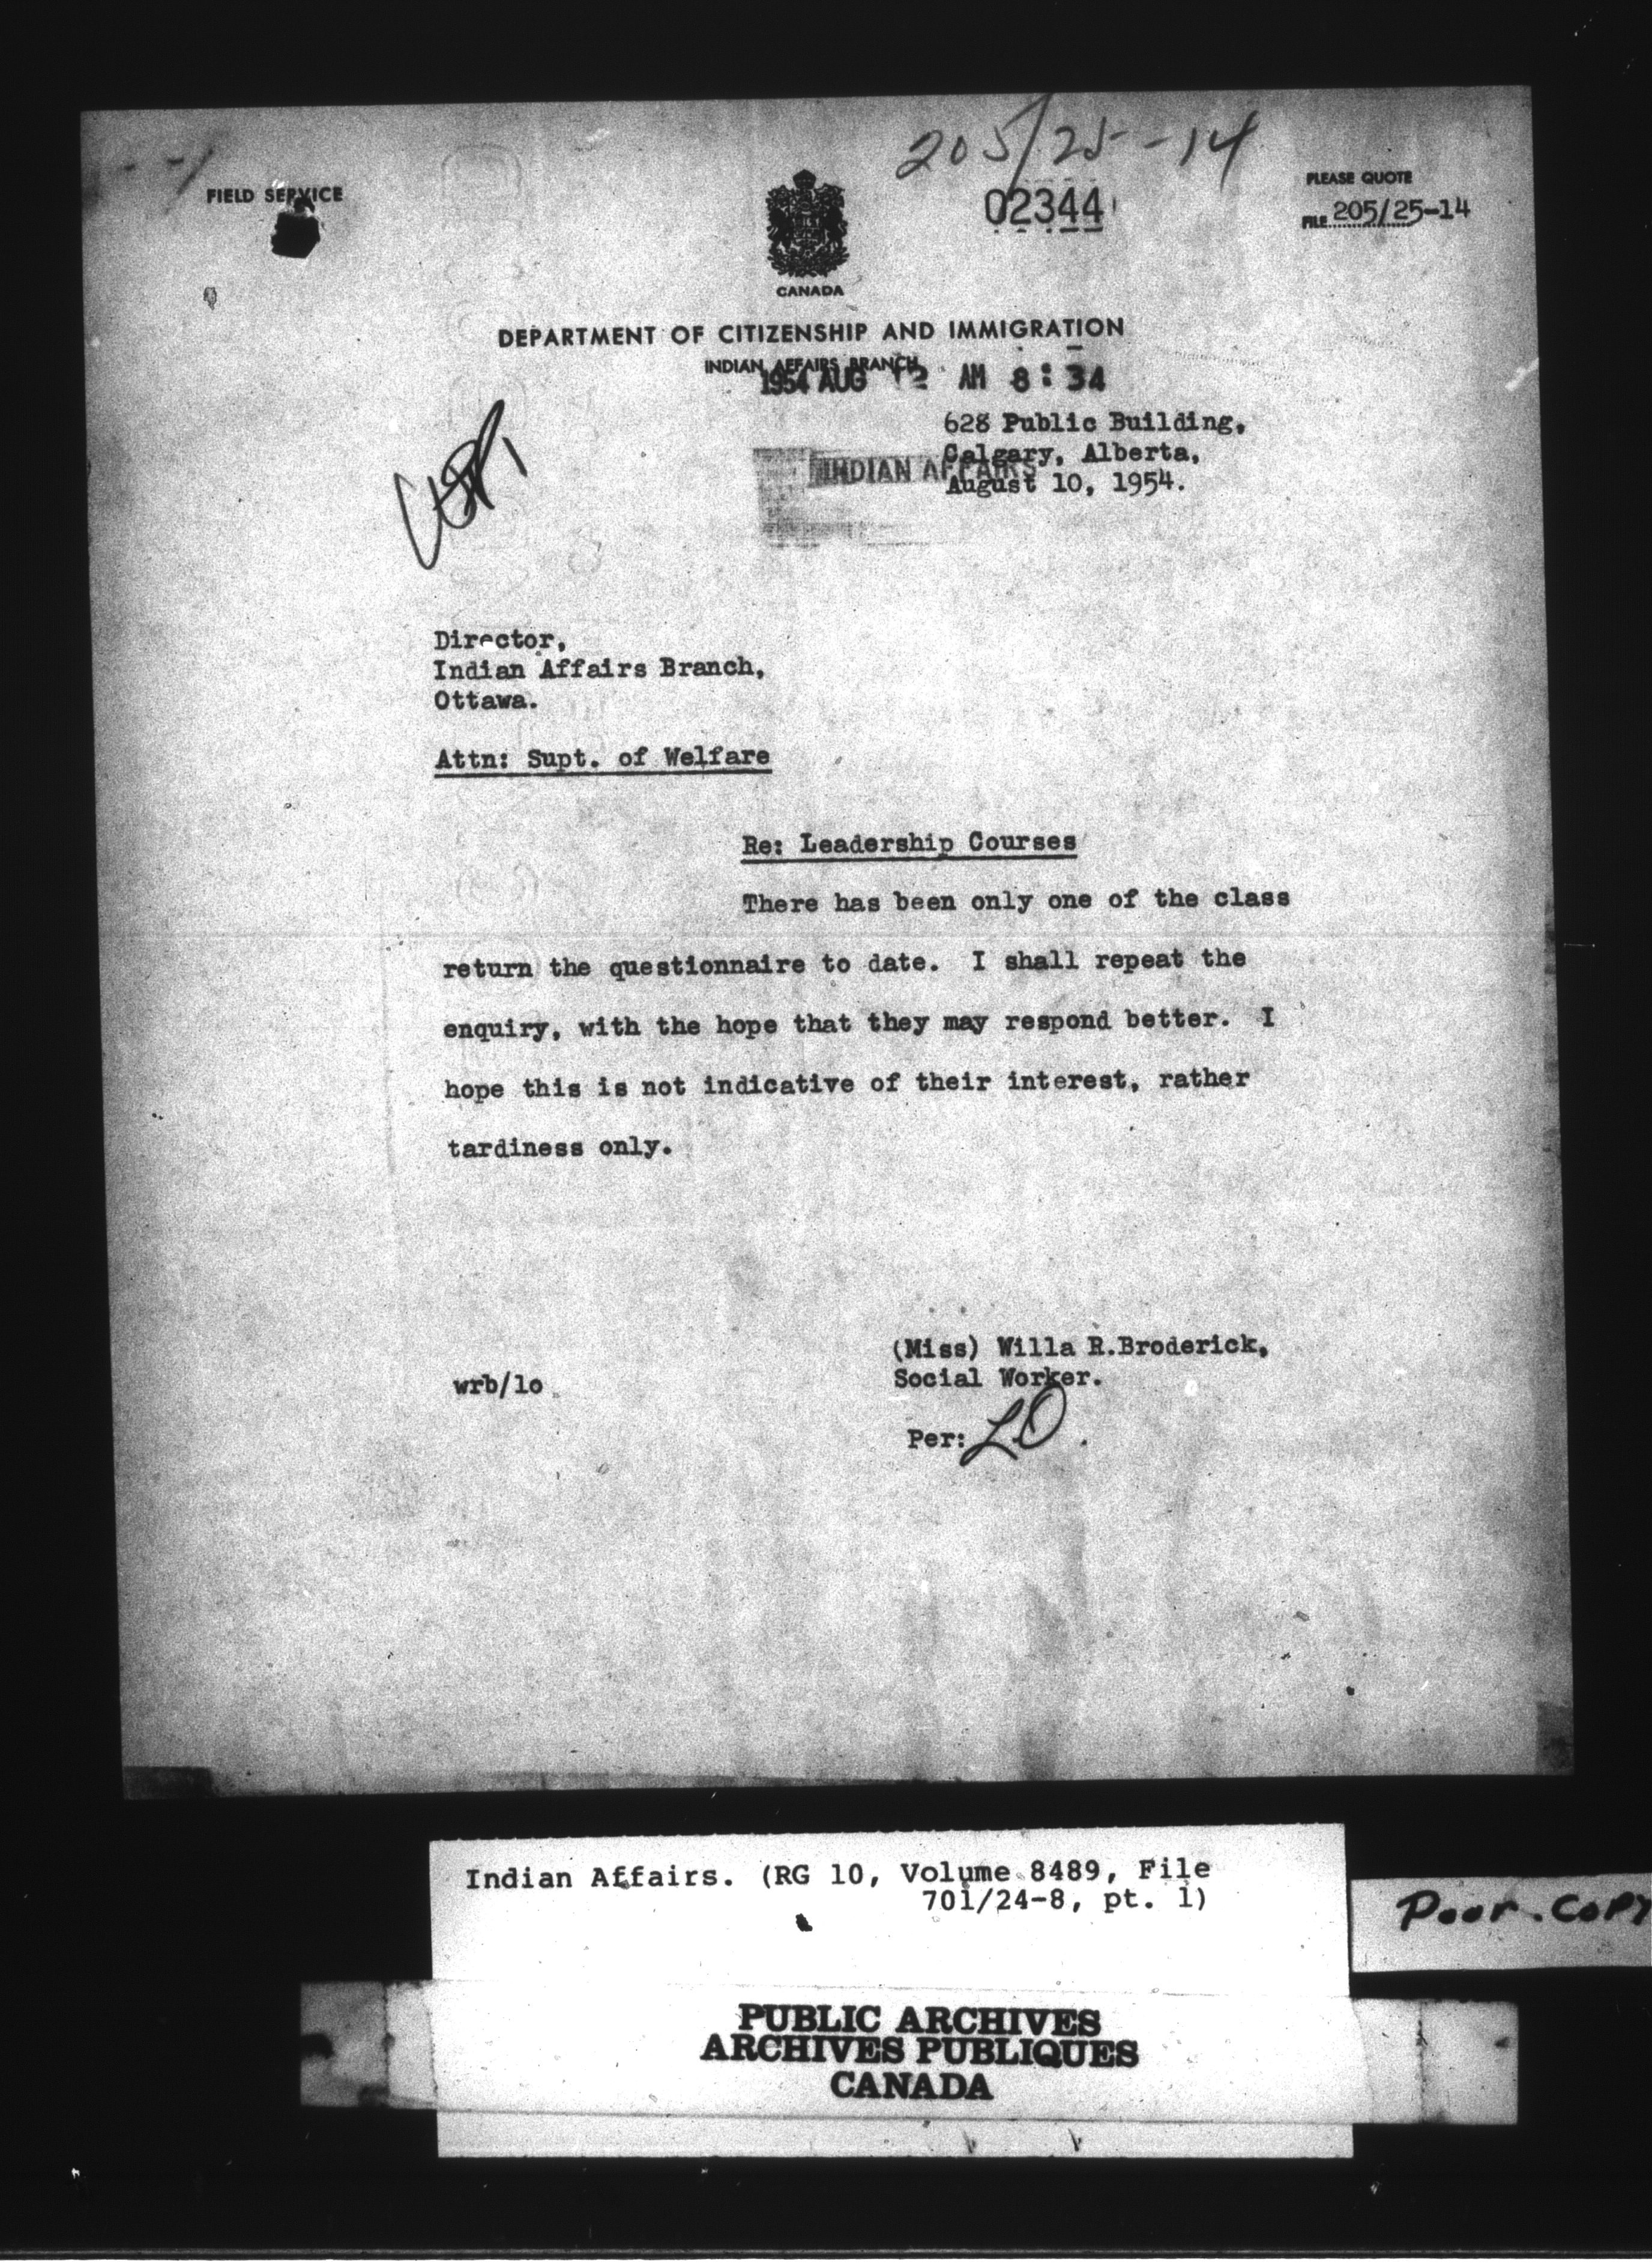 205/25-14
FIELD SERVICE
02344
PLEASE QUOTE
FILE 205/25-14
CANADA
DEPARTMENT OF CITIZENSHIP AND IMMIGRATION
INDIAN AFFAIRS BRANCH
1954 AUG 12 AM 8:34
628 Public Building,
Calgary, Alberta,
INDIAN AFFAIRS
August 10, 1954.
Director,
Indian Affairs Branch,
Ottawa.
Attn: Supt. of Welfare
Re: Leadership Courses
There has been only one of the class
return the questionnaire to date. I shall repeat the
enquiry, with the hope that they may respond better. I
hope this is not indicative of their interest, rather
tardiness only.
(Miss) Willa R.Broderick,
Social Worker.
wrb/lo
Per: LO.
Indian Affairs. (RG 10, Volume 8489, File
701/24-8, pt. 1)
Poor.COPY
PUBLIC ARCHIVES
ARCHIVES PUBLIQUES
CANADA